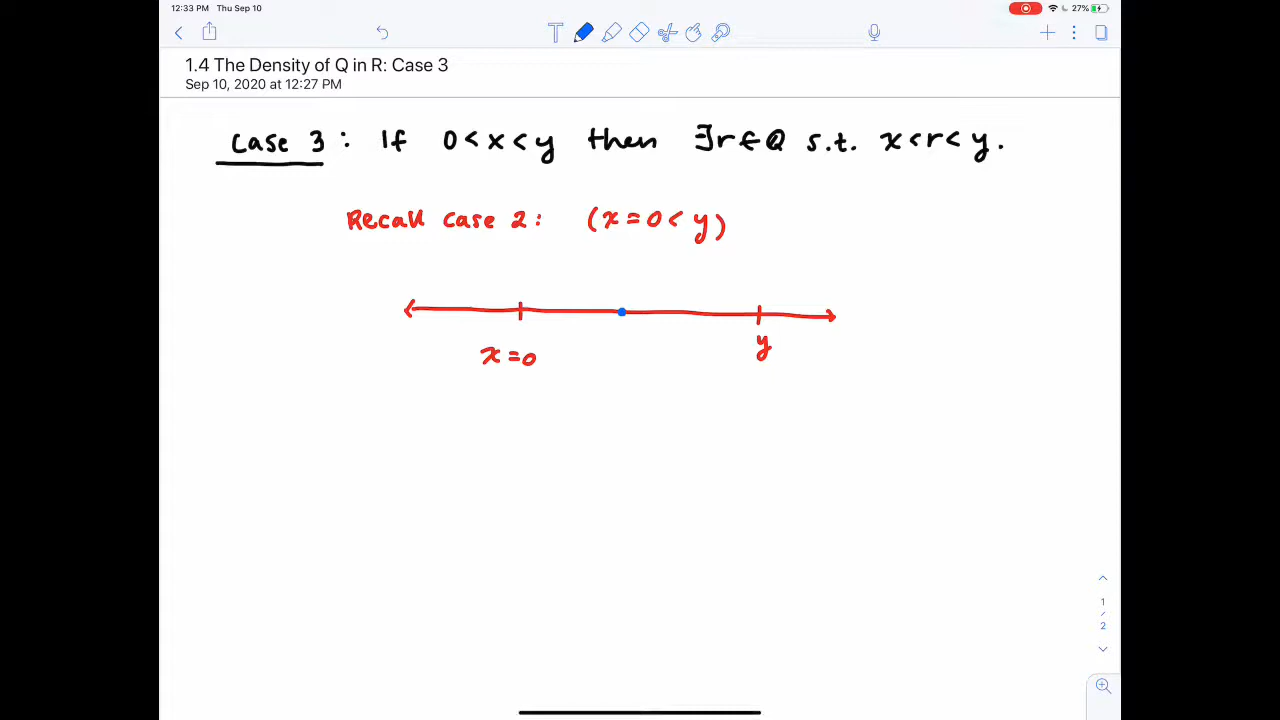 12:33 PM Thu Sep 10
27%
T
1.4 The Density of Q in R: Case 3
Sep 10, 2020 at 12:27 PM
Case 3: If 0 < x < y then ∃r∈Q s.t. x<r<y.
Recall case 2: (x=0<y)
x=0 y
1
/
2